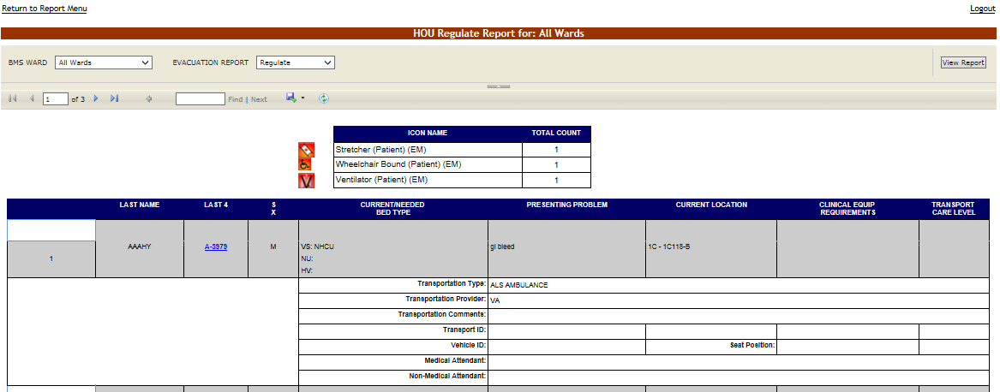 Return to Report Menu Logout
HOU Regulate Report for: All Wards
BMS WARD All Wards EVACUATION REPORT Regulate View Report
1 of 3 Find | Next
ICON NAME TOTAL COUNT
Stretcher (Patient) (EM) 1
Wheelchair Bound (Patient) (EM) 1
V Ventilator (Patient) (EM) 1
LAST NAME LAST 4 S X CURRENT/NEEDED BED TYPE PRESENTING PROBLEM CURRENT LOCATION CLINICAL EQUIP REQUIREMENTS TRANSPORT CARE LEVEL
1 AAAHY A-3979 M VS: NHCU gI bleed 1C - 1C118-B
NU:
HV:
Transportation Type: ALS AMBULANCE
Transportation Provider: VA
Transportation Comments:
Transport ID:
Vehicle ID: Seat Position:
Medical Attendant:
Non-Medical Attendant: